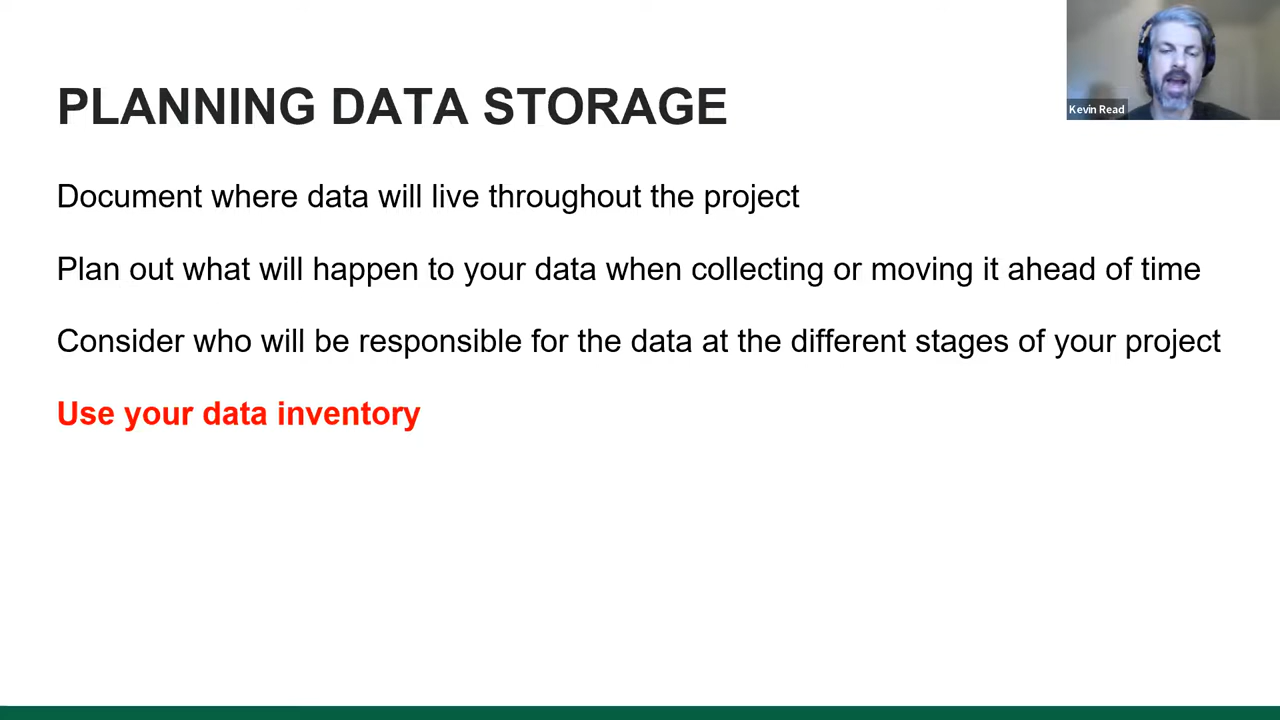 PLANNING DATA STORAGE
Kevin Read
Document where data will live throughout the project
Plan out what will happen to your data when collecting or moving it ahead of time
Consider who will be responsible for the data at the different stages of your project
Use your data inventory